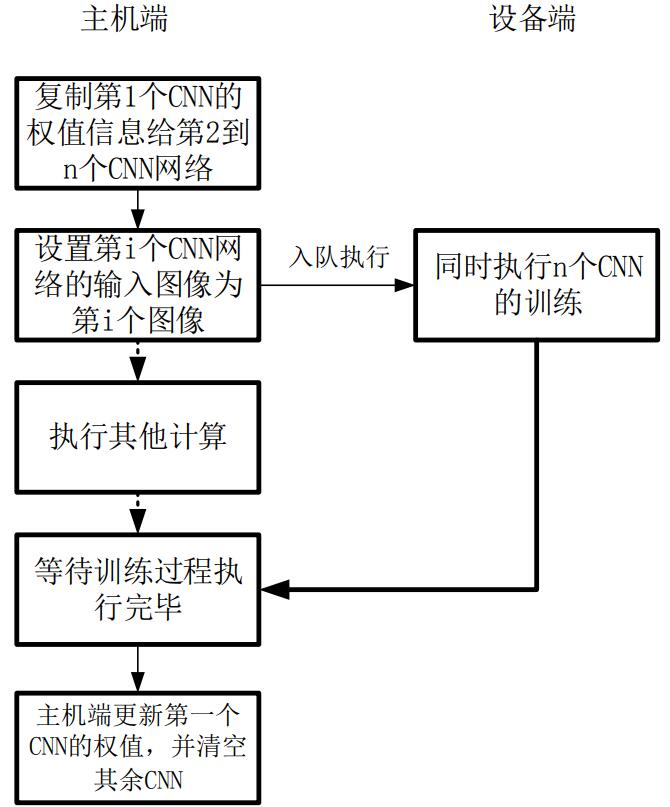 主机端
设备端
复制第1个CNN的
权值信息给第2到
n个CNN网络
设置第i个CNN网
络的输入图像为
第i个图像
入队执行
同时执行n个CNN
的训练
执行其他计算
等待训练过程执
行完毕
主机端更新第一个
CNN的权值，并清空
其余CNN